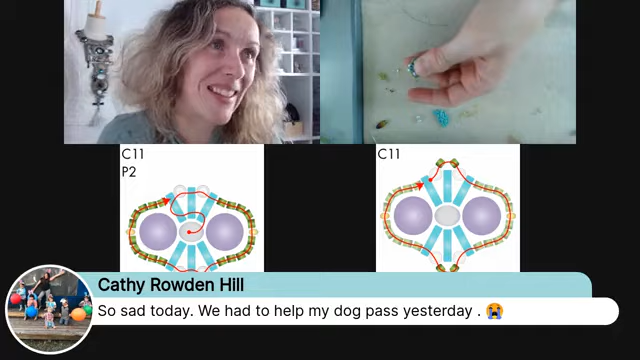 C11
P2
C11
Cathy Rowden Hill
So sad today. We had to help my dog pass yesterday . 😭